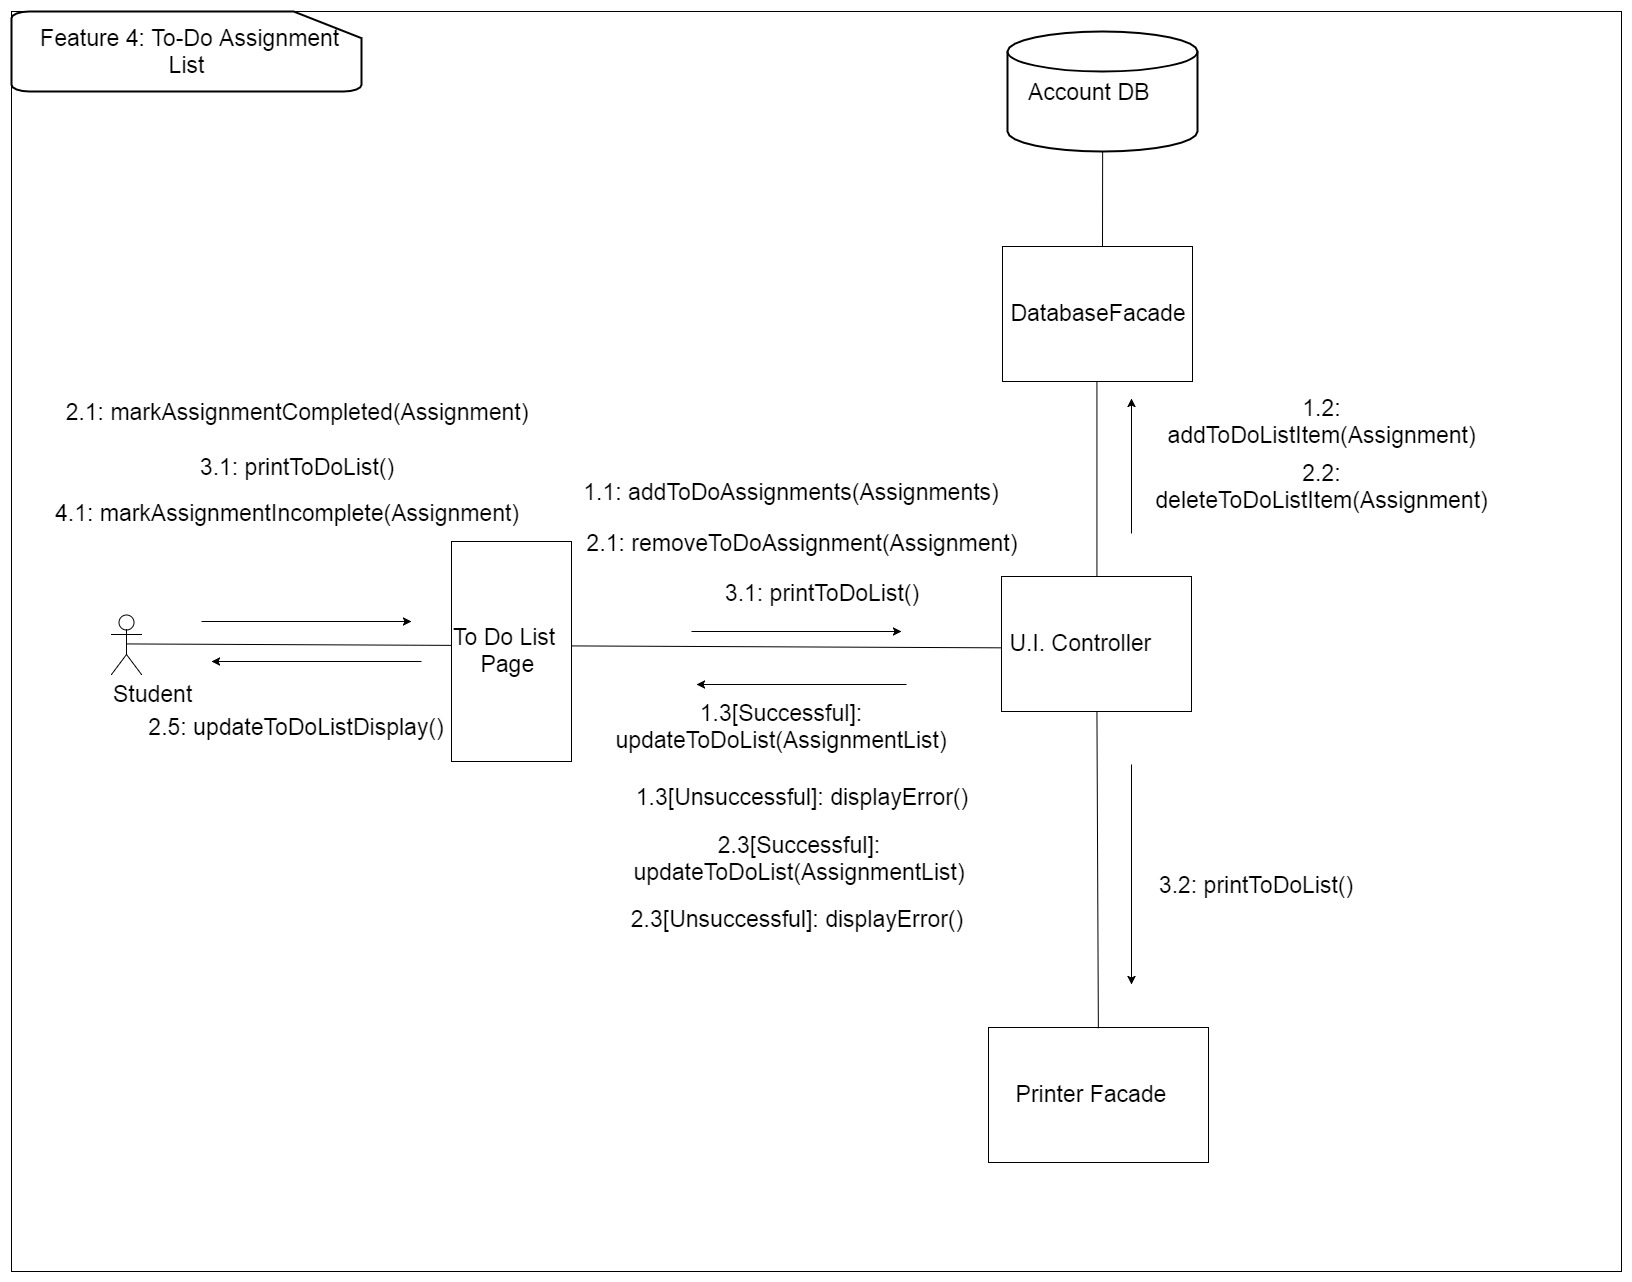 Feature 4: To-Do Assignment
List
Account DB
DatabaseFacade
2.1: markAssignmentCompleted(Assignment)
3.1: printToDoList()
4.1: markAssignmentIncomplete(Assignment)
1.1: addToDoAssignments(Assignments)
2.1: removeToDoAssignment(Assignment)
3.1: printToDoList()
1.2:
addToDoListItem(Assignment)
2.2:
deleteToDoListItem(Assignment)
Student
To Do List
Page
U.I. Controller
2.5: updateToDoListDisplay()
1.3[Successful]:
updateToDoList(AssignmentList)
1.3[Unsuccessful]: displayError()
2.3[Successful]:
updateToDoList(AssignmentList)
2.3[Unsuccessful]: displayError()
3.2: printToDoList()
Printer Facade